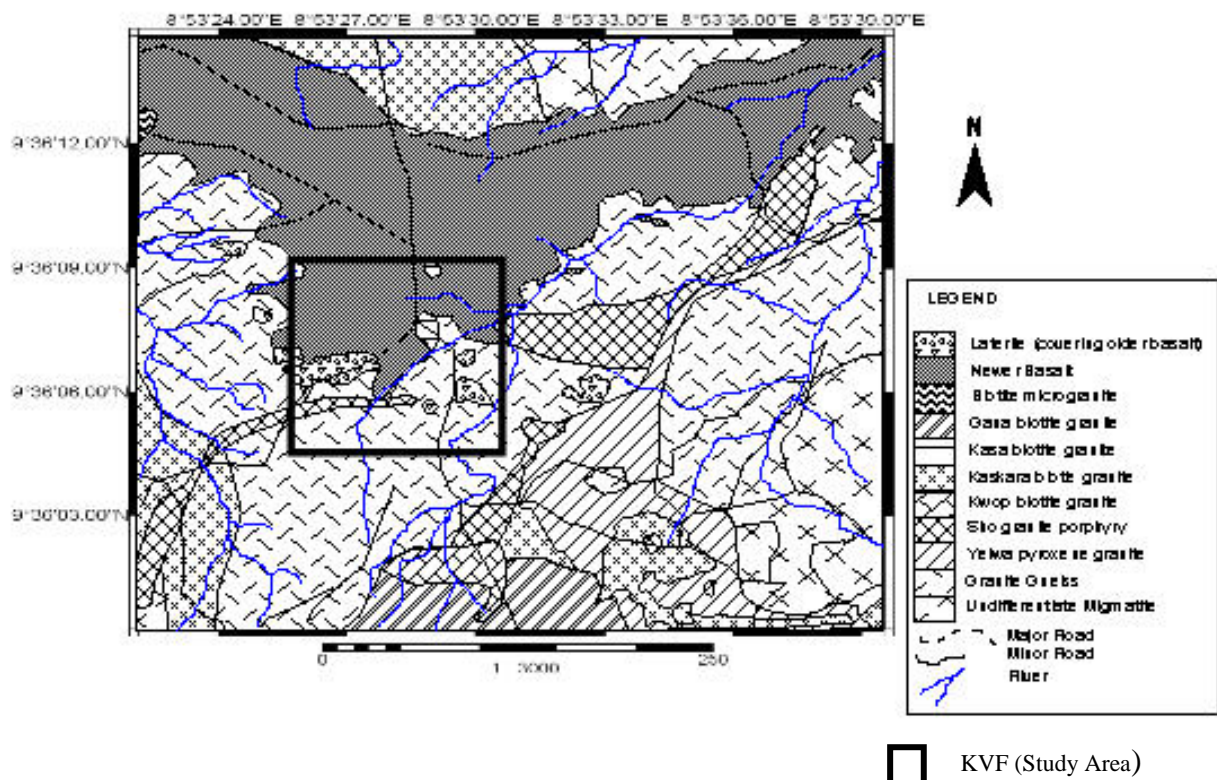 8°53'24.00"E 8°53'27.00"E 8°53'30.00"E 8°53'33.00"E 8°53'36.00"E 8°53'39.00"E
9°36'12.00"N
N
9°36'09.00"N
9°36'06.00"N
9°36'03.00"N
0 250
1 3000
LEGEND
Laterite (covering older basalt)
Newer Basalt
Biotite microgranite
Gana biotite granite
Kasa biotite granite
Kaskara biotite granite
Kwop biotite granite
Sho granite porphyry
Yelwa pyroxene granite
Granite Gneiss
Undifferentiate Migmatite
Major Road
Minor Road
River
KVF (Study Area)